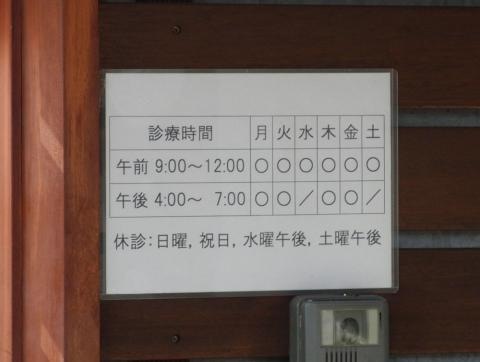 診療時間 月 火 水 木 金 土
午前 9:00～12:00 ○ ○ ○ ○ ○ ○
午後 4:00～ 7:00 ○ ○ ／ ○ ○ ／
休診：日曜, 祝日, 水曜午後, 土曜午後